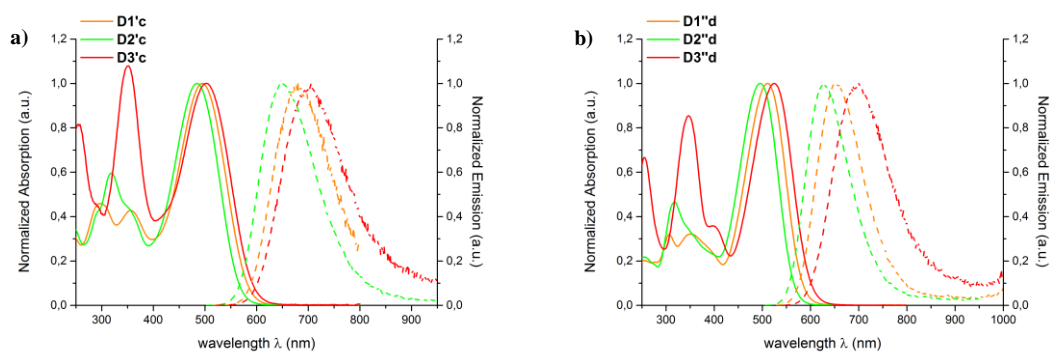 a)
D1'c
D2'c
D3'c
1,2
1,0
0,8
0,6
0,4
0,2
0,0
Normalized Absorption (a.u.)
1,2
1,0
0,8
0,6
0,4
0,2
0,0
Normalized Emission (a.u.)
300 400 500 600 700 800 900
wavelength λ (nm)
b)
D1''d
D2''d
D3''d
1,2
1,0
0,8
0,6
0,4
0,2
0,0
Normalized Absorption (a.u.)
1,2
1,0
0,8
0,6
0,4
0,2
0,0
Normalized Emission (a.u.)
300 400 500 600 700 800 900 1000
wavelength λ (nm)